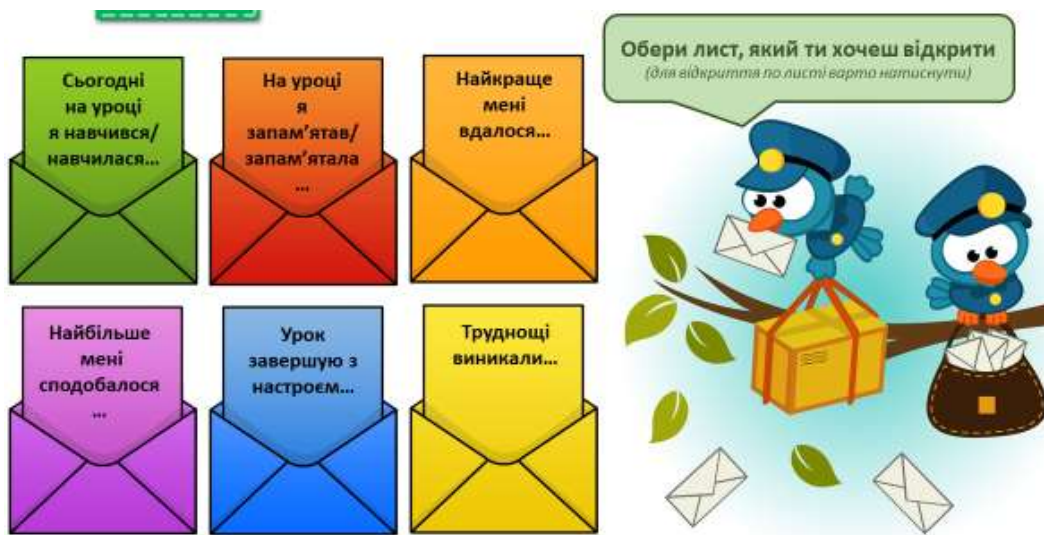 Сьогодні
на уроці
я навчився/
навчилася…
На уроці
я
запам’ятав/
запам’ятала
…
Найкраще
мені
вдалося…
Обери лист, який ти хочеш відкрити
(для відкриття по листі варто натиснути)
Найбільше
мені
сподобалося
…
Урок
завершую з
настроєм…
Труднощі
виникали…